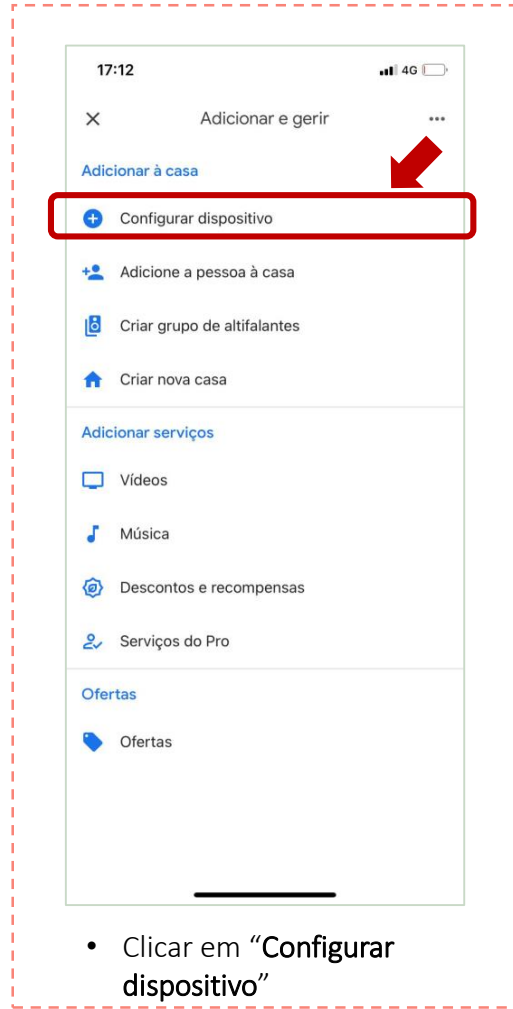 17:12
4G
Adicionar e gerir
Adicionar à casa
Configurar dispositivo
Adicione a pessoa à casa
Criar grupo de altifalantes
Criar nova casa
Adicionar serviços
Vídeos
Música
Descontos e recompensas
Serviços do Pro
Ofertas
Ofertas
• Clicar em “Configurar
dispositivo”